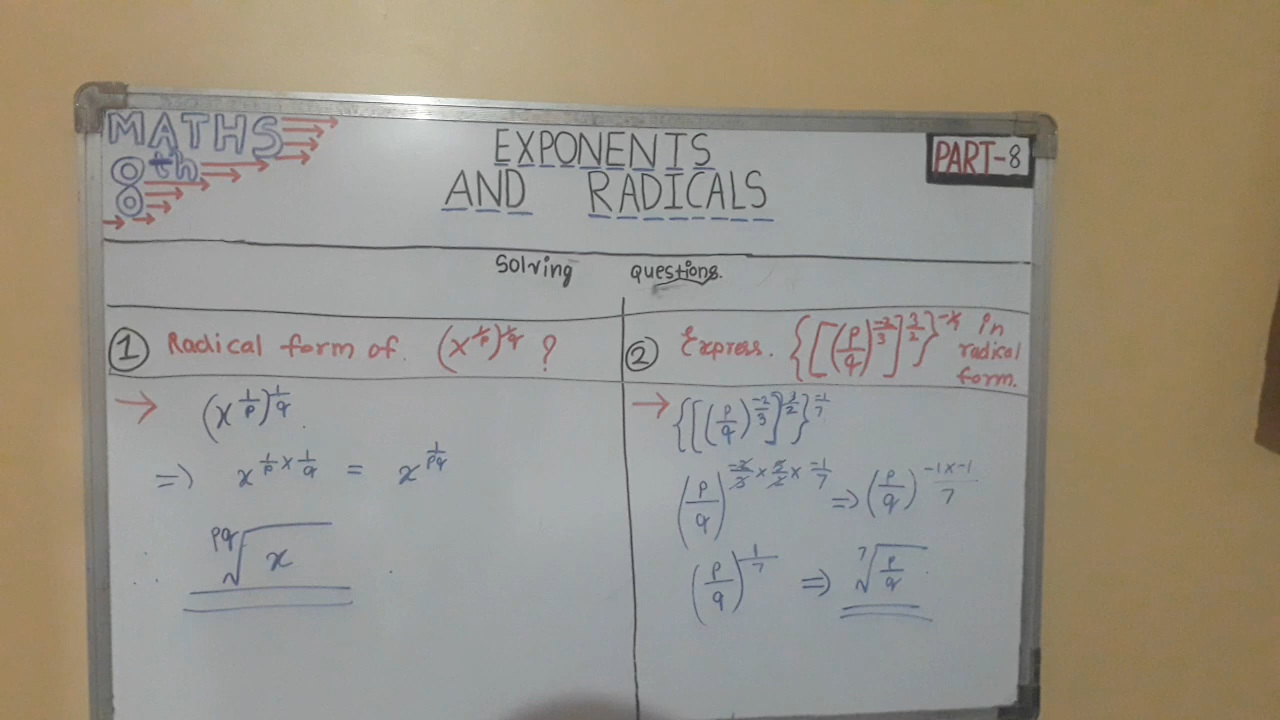 MATHS
8th
EXPONENTS
AND RADICALS
PART-8
Solving questions.
① Radical form of. (x^{1/p})^{1/q} ?
→ (x^{1/p})^{1/q}.
=> x^{1/p × 1/q} = x^{1/pq}
^{pq}√x
② Express. {[(p/q)^{-2/3}]^{3/2}}^{-1/7} in
radical
form.
→ {[(p/q)^{-2/3}]^{3/2}}^{-1/7}
(p/q)^{-2/3 × 3/2 × -1/7} => (p/q)^{-1×-1/7}
(p/q)^{1/7} => ^{7}√(p/q)